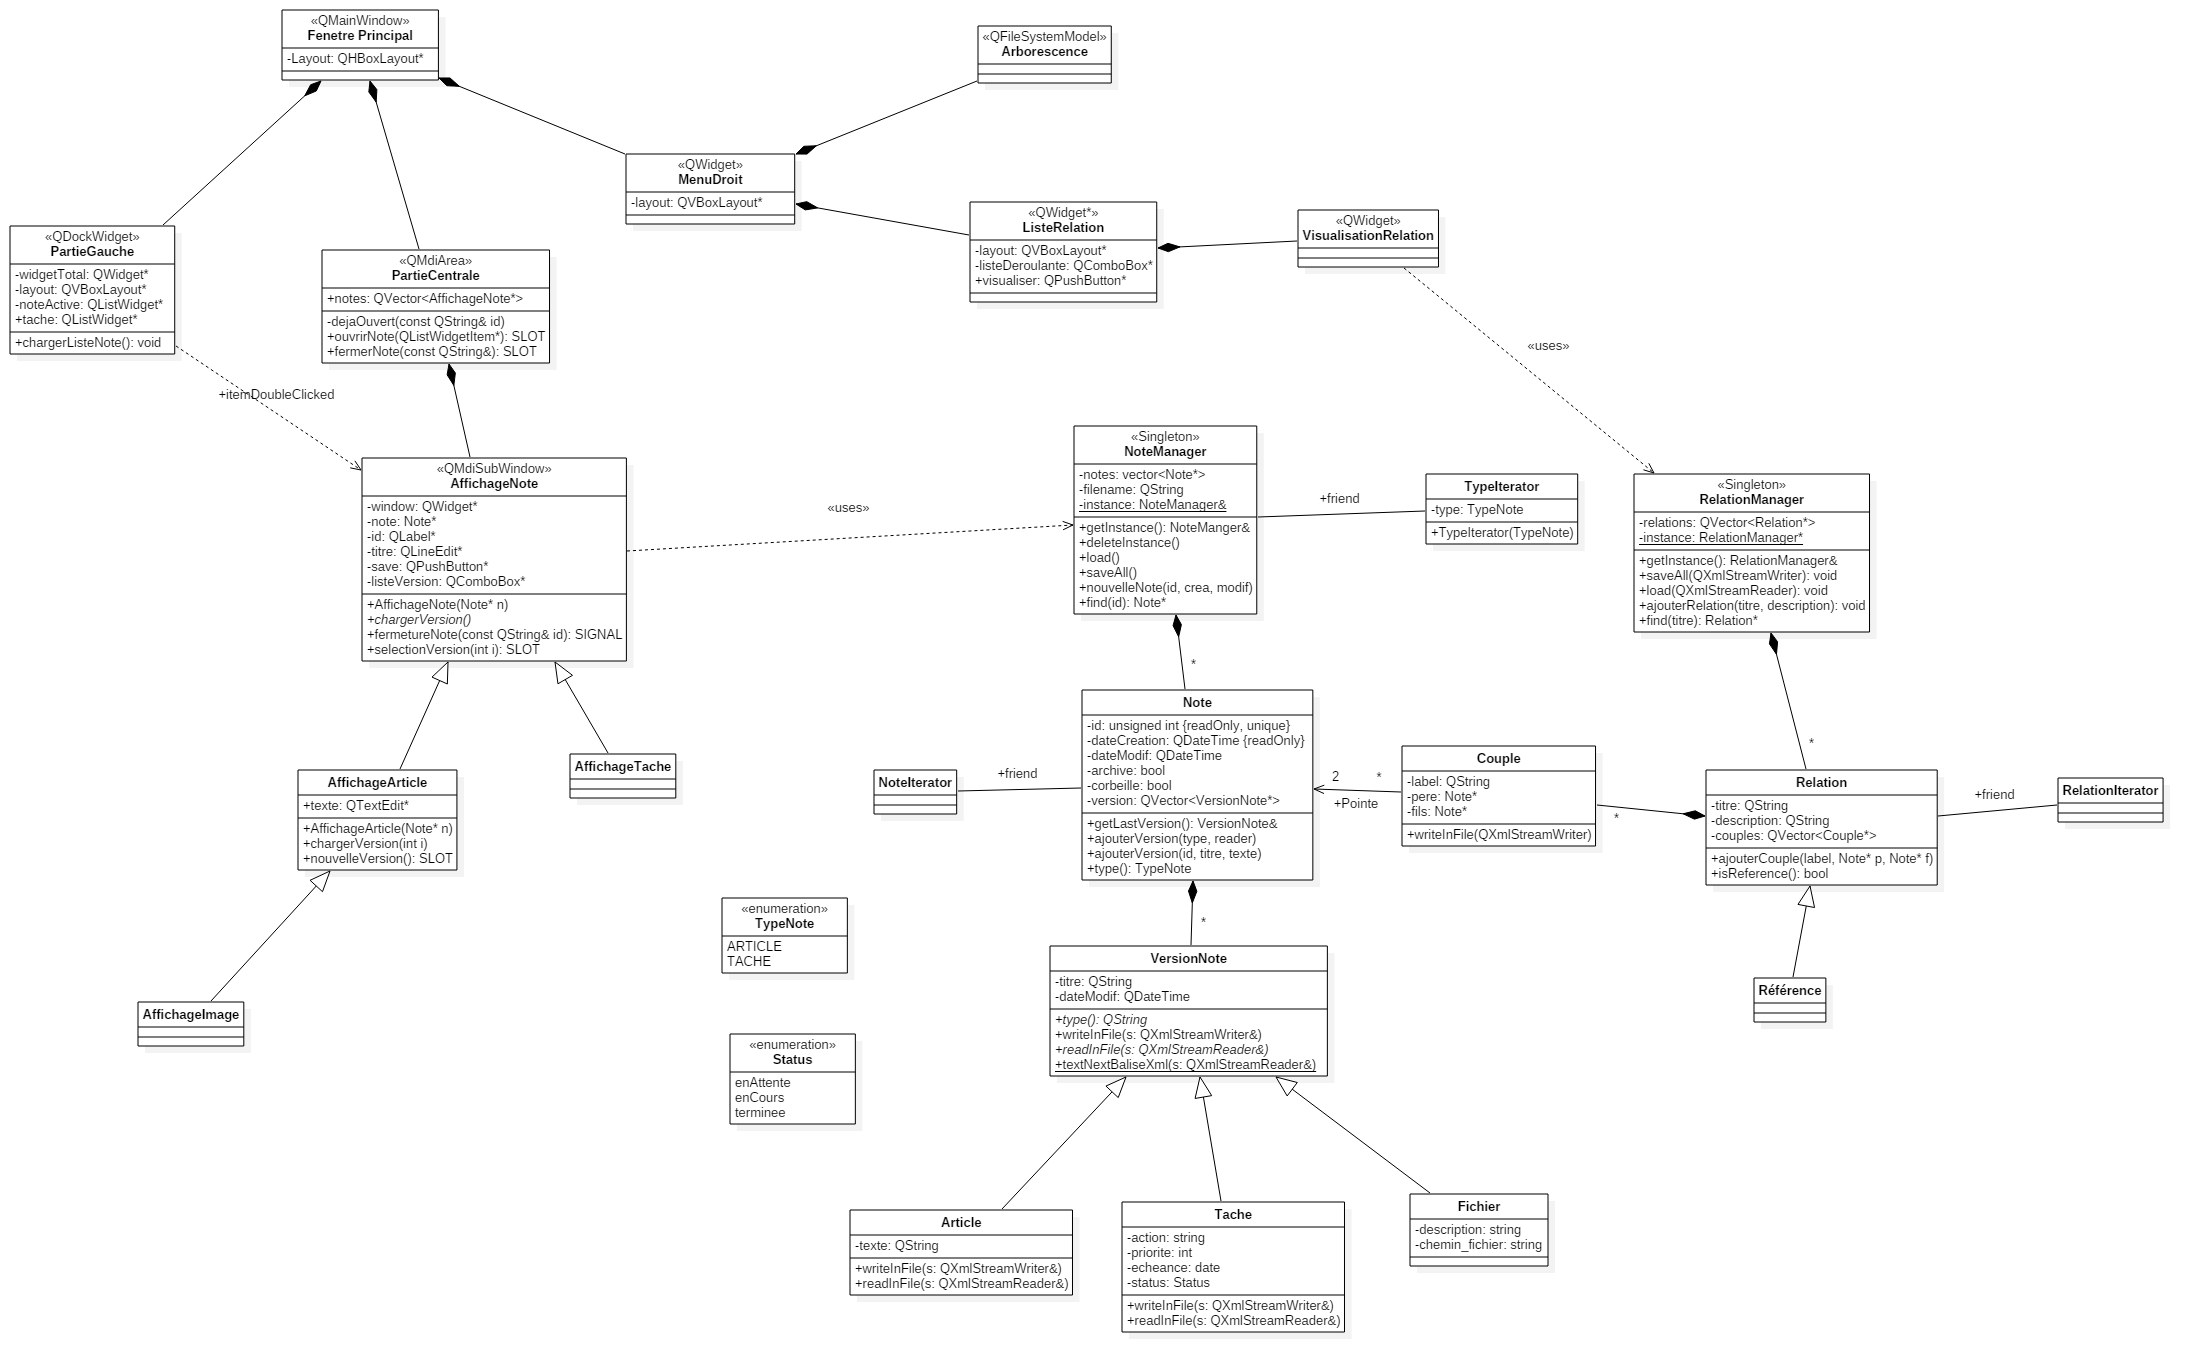 «QMainWindow»
Fenetre Principal
-Layout: QHBoxLayout*
«QFileSystemModel»
Arborescence
«QWidget»
MenuDroit
-layout: QVBoxLayout*
«QWidget*»
ListeRelation
-layout: QVBoxLayout*
-listeDeroulante: QComboBox*
+visualiser: QPushButton*
«QWidget»
VisualisationRelation
«QDockWidget»
PartieGauche
-widgetTotal: QWidget*
-layout: QVBoxLayout*
-noteActive: QListWidget*
+tache: QListWidget*
+chargerListeNote(): void
«QMdiArea»
PartieCentrale
+notes: QVector<AffichageNote*>
-dejaOuvert(const QString& id)
+ouvrirNote(QListWidgetItem*): SLOT
+fermerNote(const QString&): SLOT
«uses»
+itemDoubleClicked
«QMdiSubWindow»
AffichageNote
-window: QWidget*
-note: Note*
-id: QLabel*
-titre: QLineEdit*
-save: QPushButton*
-listeVersion: QComboBox*
+AffichageNote(Note* n)
+chargerVersion()
+fermetureNote(const QString& id): SIGNAL
+selectionVersion(int i): SLOT
«uses»
«Singleton»
NoteManager
-notes: vector<Note*>
-filename: QString
-instance: NoteManager&
+getInstance(): NoteManger&
+deleteInstance()
+load()
+saveAll()
+nouvelleNote(id, crea, modif)
+find(id): Note*
+friend
TypeIterator
-type: TypeNote
+TypeIterator(TypeNote)
«Singleton»
RelationManager
-relations: QVector<Relation*>
-instance: RelationManager*
+getInstance(): RelationManager&
+saveAll(QXmlStreamWriter): void
+load(QXmlStreamReader): void
+ajouterRelation(titre, description): void
+find(titre): Relation*
*
*
AffichageArticle
+texte: QTextEdit*
+AffichageArticle(Note* n)
+chargerVersion(int i)
+nouvelleVersion(): SLOT
AffichageTache
NoteIterator
+friend
Note
-id: unsigned int {readOnly, unique}
-dateCreation: QDateTime {readOnly}
-dateModif: QDateTime
-archive: bool
-corbeille: bool
-version: QVector<VersionNote*>
+getLastVersion(): VersionNote&
+ajouterVersion(type, reader)
+ajouterVersion(id, titre, texte)
+type(): TypeNote
2
*
+Pointe
Couple
-label: QString
-pere: Note*
-fils: Note*
+writeInFile(QXmlStreamWriter)
*
Relation
-titre: QString
-description: QString
-couples: QVector<Couple*>
+ajouterCouple(label, Note* p, Note* f)
+isReference(): bool
+friend
RelationIterator
«enumeration»
TypeNote
ARTICLE
TACHE
*
AffichageImage
«enumeration»
Status
enAttente
enCours
terminee
VersionNote
-titre: QString
-dateModif: QDateTime
+type(): QString
+writeInFile(s: QXmlStreamWriter&)
+readInFile(s: QXmlStreamReader&)
+textNextBaliseXml(s: QXmlStreamReader&)
Référence
Article
-texte: QString
+writeInFile(s: QXmlStreamWriter&)
+readInFile(s: QXmlStreamReader&)
Tache
-action: string
-priorite: int
-echeance: date
-status: Status
+writeInFile(s: QXmlStreamWriter&)
+readInFile(s: QXmlStreamReader&)
Fichier
-description: string
-chemin_fichier: string